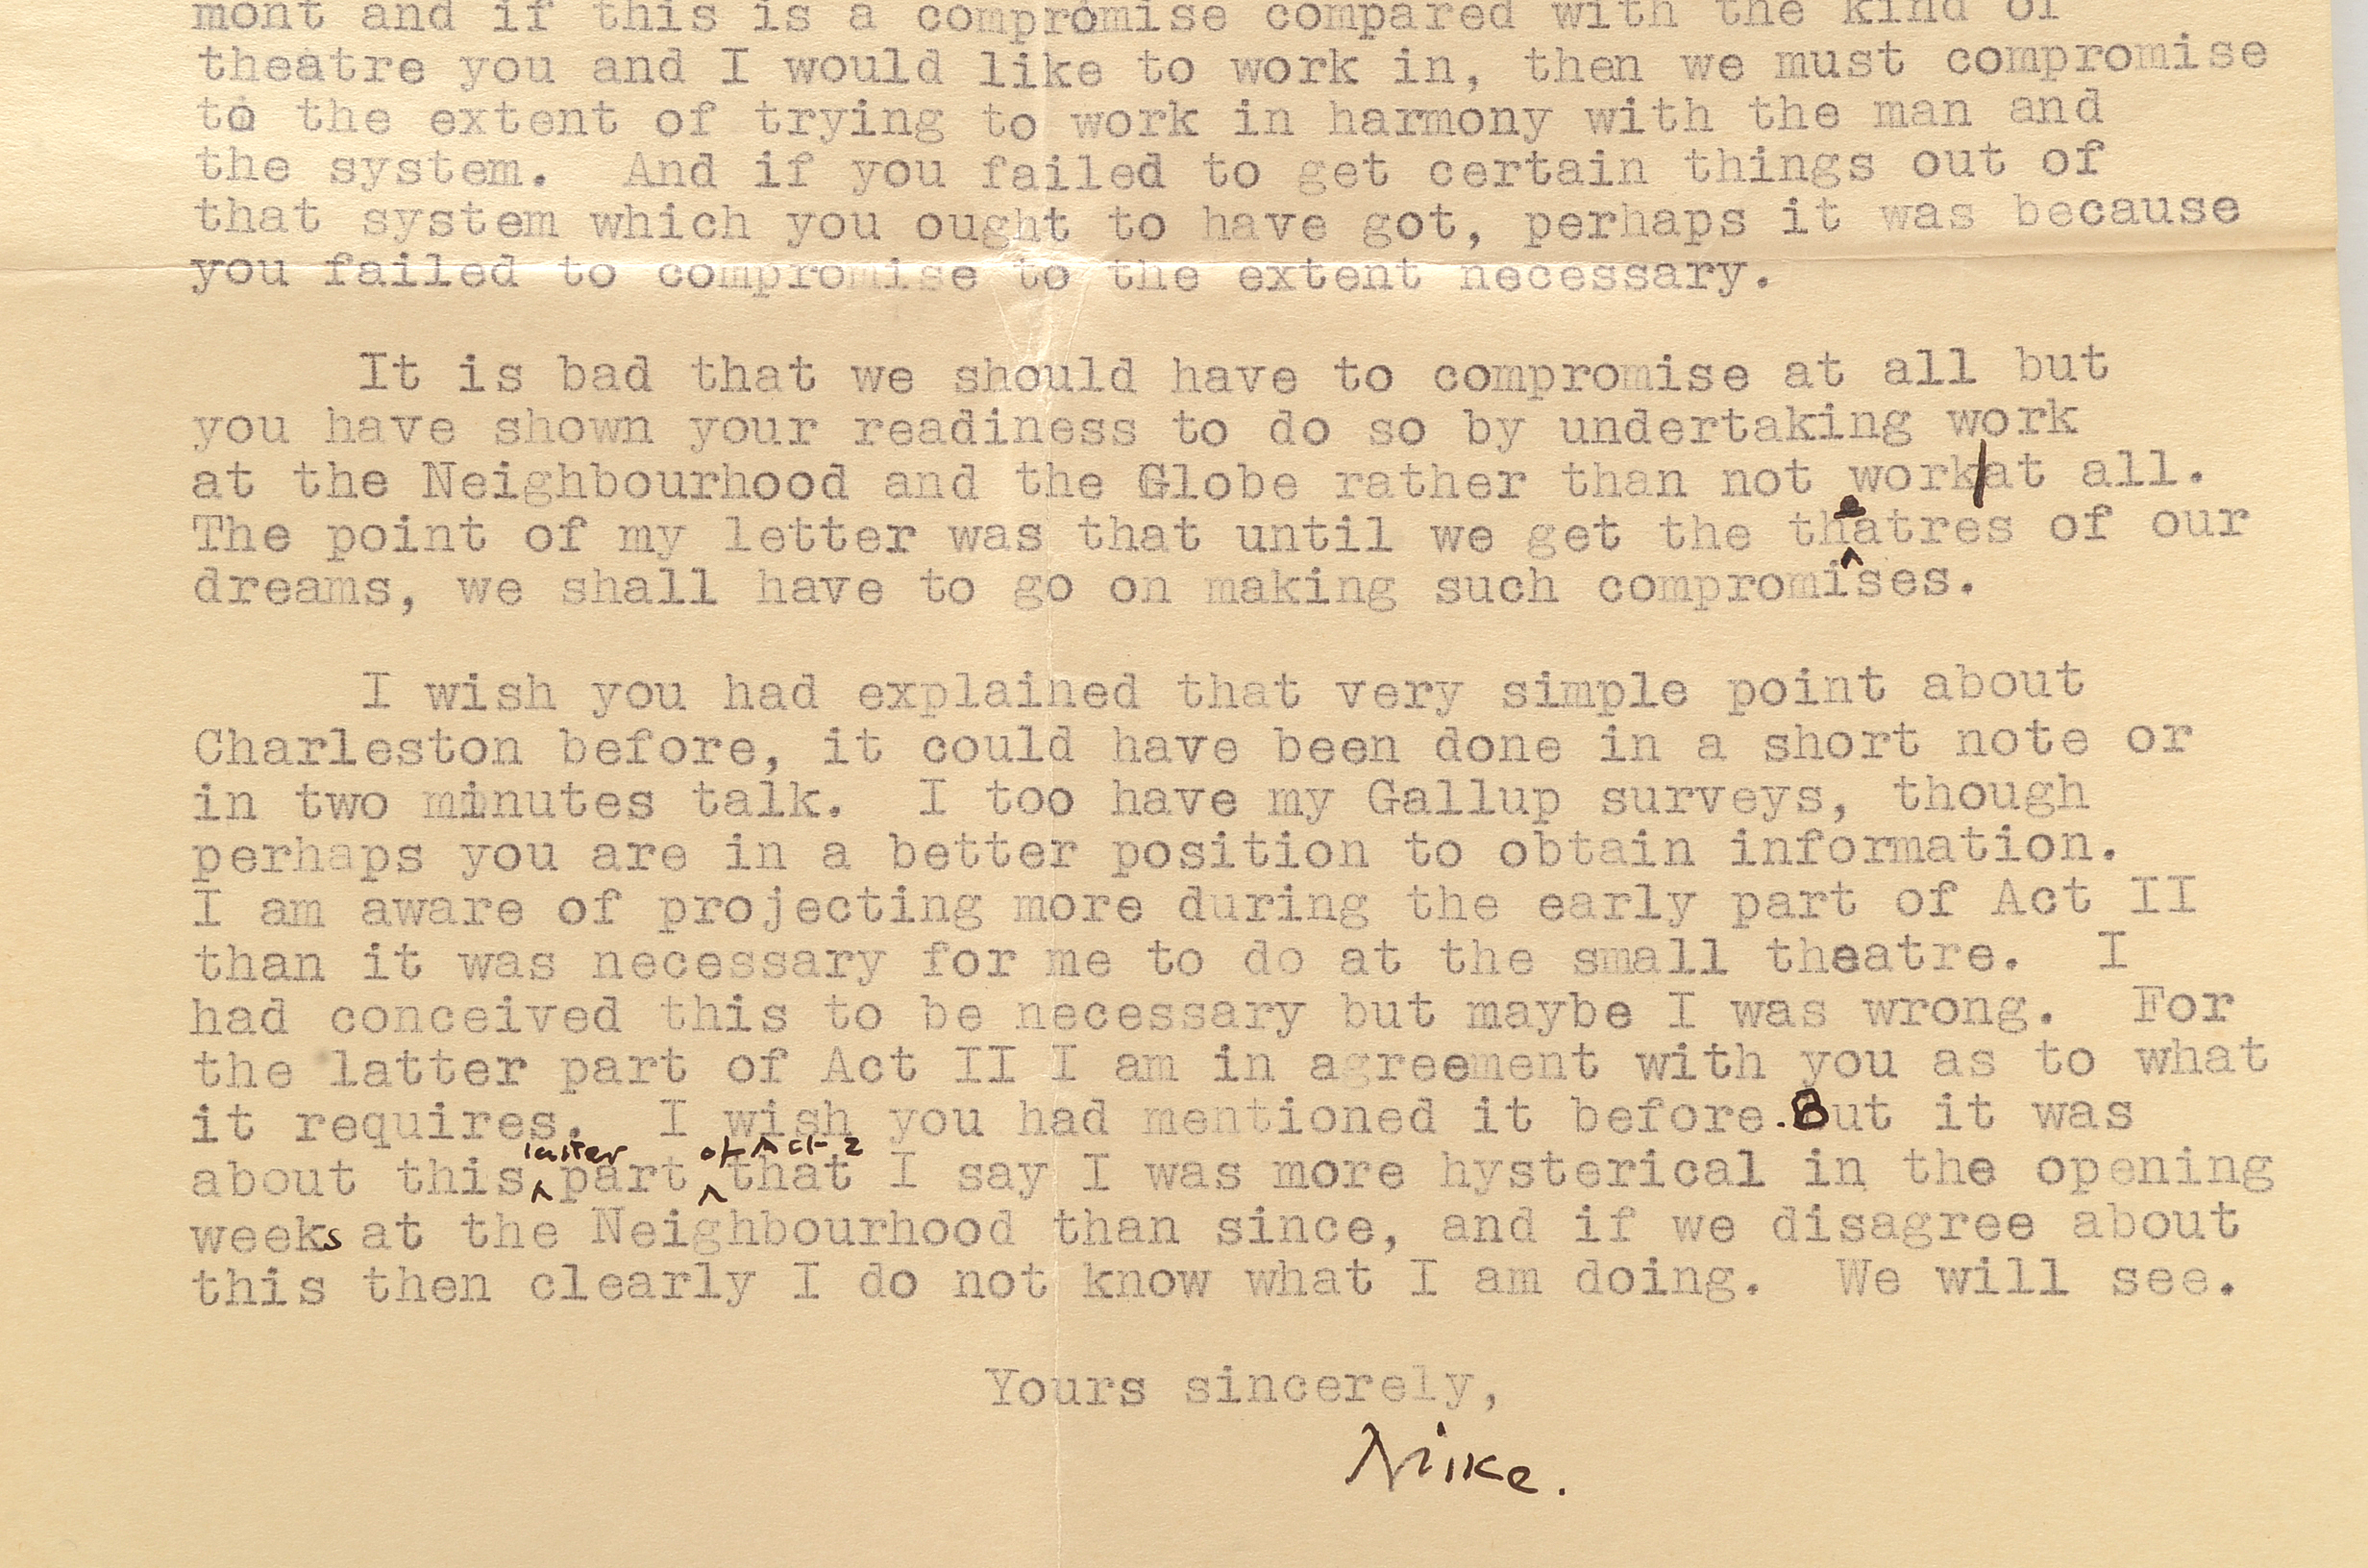 mont and if this is a compromise compared with the kind of
theatre you and I would like to work in, then we must compromise
to the extent of trying to work in harmony with the man and
the system. And if you failed to get certain things out of
that system which you ought to have got, perhaps it was because
you failed to compromise to the extent necessary.
It is bad that we should have to compromise at all but
you have shown your readiness to do so by undertaking work
at the Neighbourhood and the Globe rather than not work/at all.
The point of my letter was that until we get the theatres of our
dreams, we shall have to go on making such compromises.
I wish you had explained that very simple point about
Charleston before, it could have been done in a short note or
in two minutes talk. I too have my Gallup surveys, though
perhaps you are in a better position to obtain information.
I am aware of projecting more during the early part of Act II
than it was necessary for me to do at the small theatre. I
had conceived this to be necessary but maybe I was wrong. For
the latter part of Act II I am in agreement with you as to what
it requires. I wish you had mentioned it before. But it was
about this latter part of Act 2 that I say I was more hysterical in the opening
weeks at the Neighbourhood than since, and if we disagree about
this then clearly I do not know what I am doing. We will see.
Yours sincerely,
Mike.